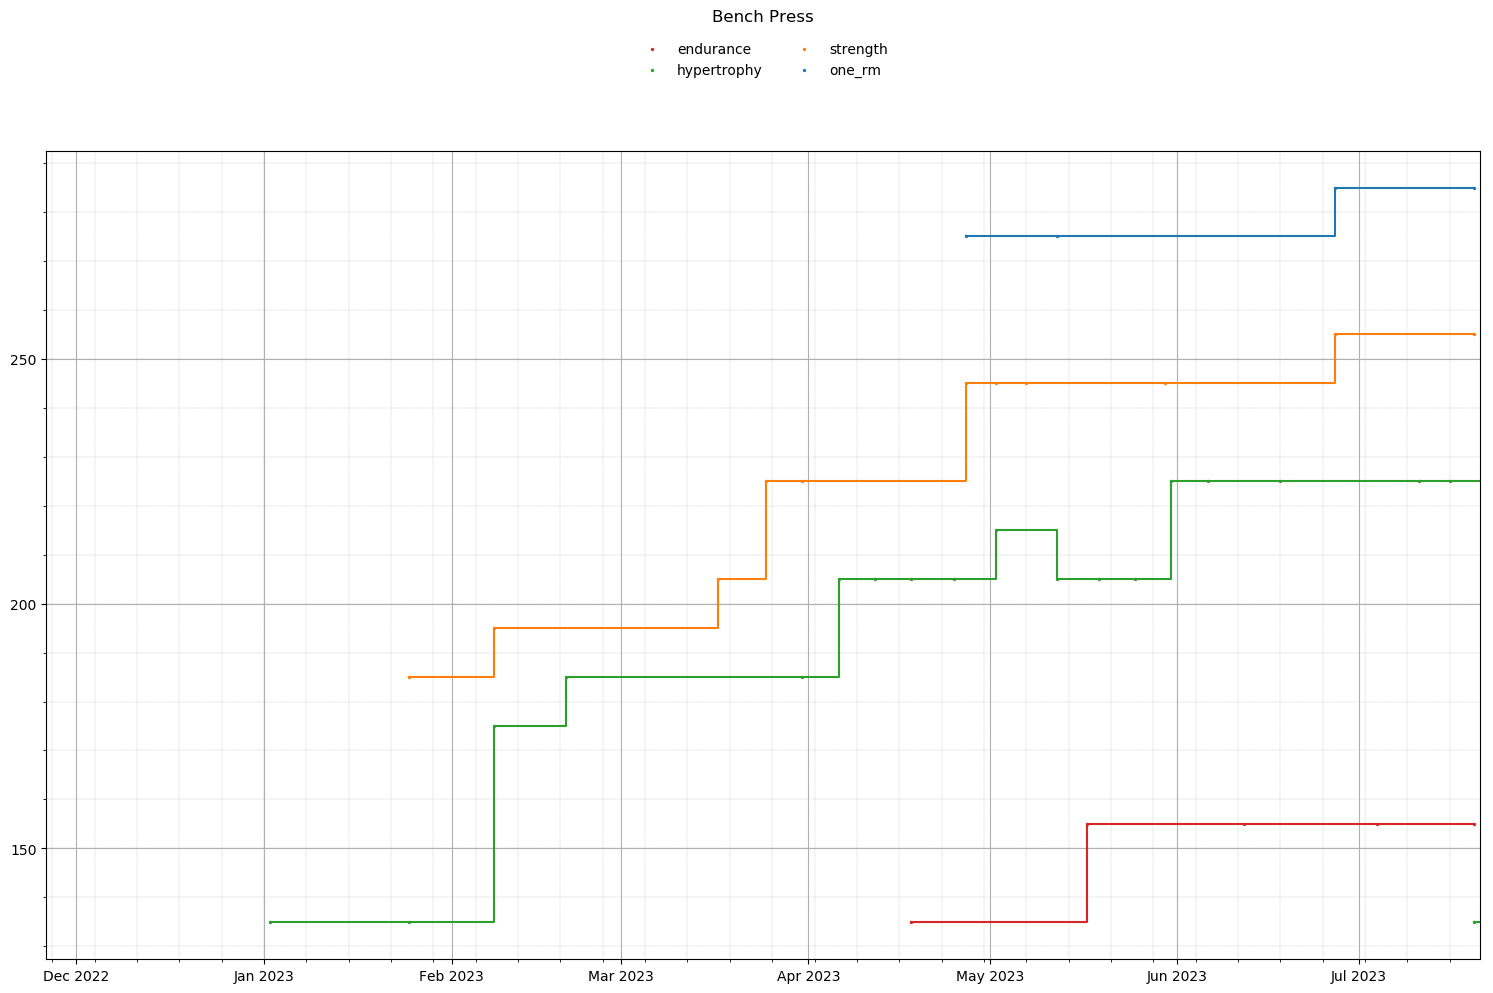 Bench Press
endurance strength
hypertrophy one_rm
250
200
150
Dec 2022 Jan 2023 Feb 2023 Mar 2023 Apr 2023 May 2023 Jun 2023 Jul 2023